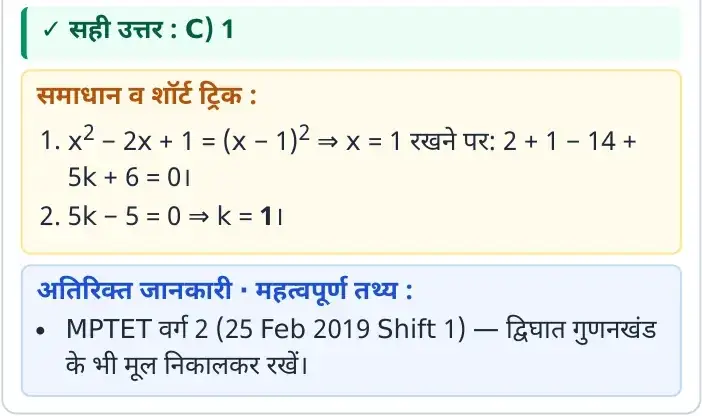 ✓ सही उत्तर : C) 1
समाधान व शॉर्ट ट्रिक :
1. x² − 2x + 1 = (x − 1)² ⇒ x = 1 रखने पर: 2 + 1 − 14 +
5k + 6 = 0।
2. 5k − 5 = 0 ⇒ k = 1।
अतिरिक्त जानकारी · महत्वपूर्ण तथ्य :
• MPTET वर्ग 2 (25 Feb 2019 Shift 1) — द्विघात गुणनखंड
के भी मूल निकालकर रखें।